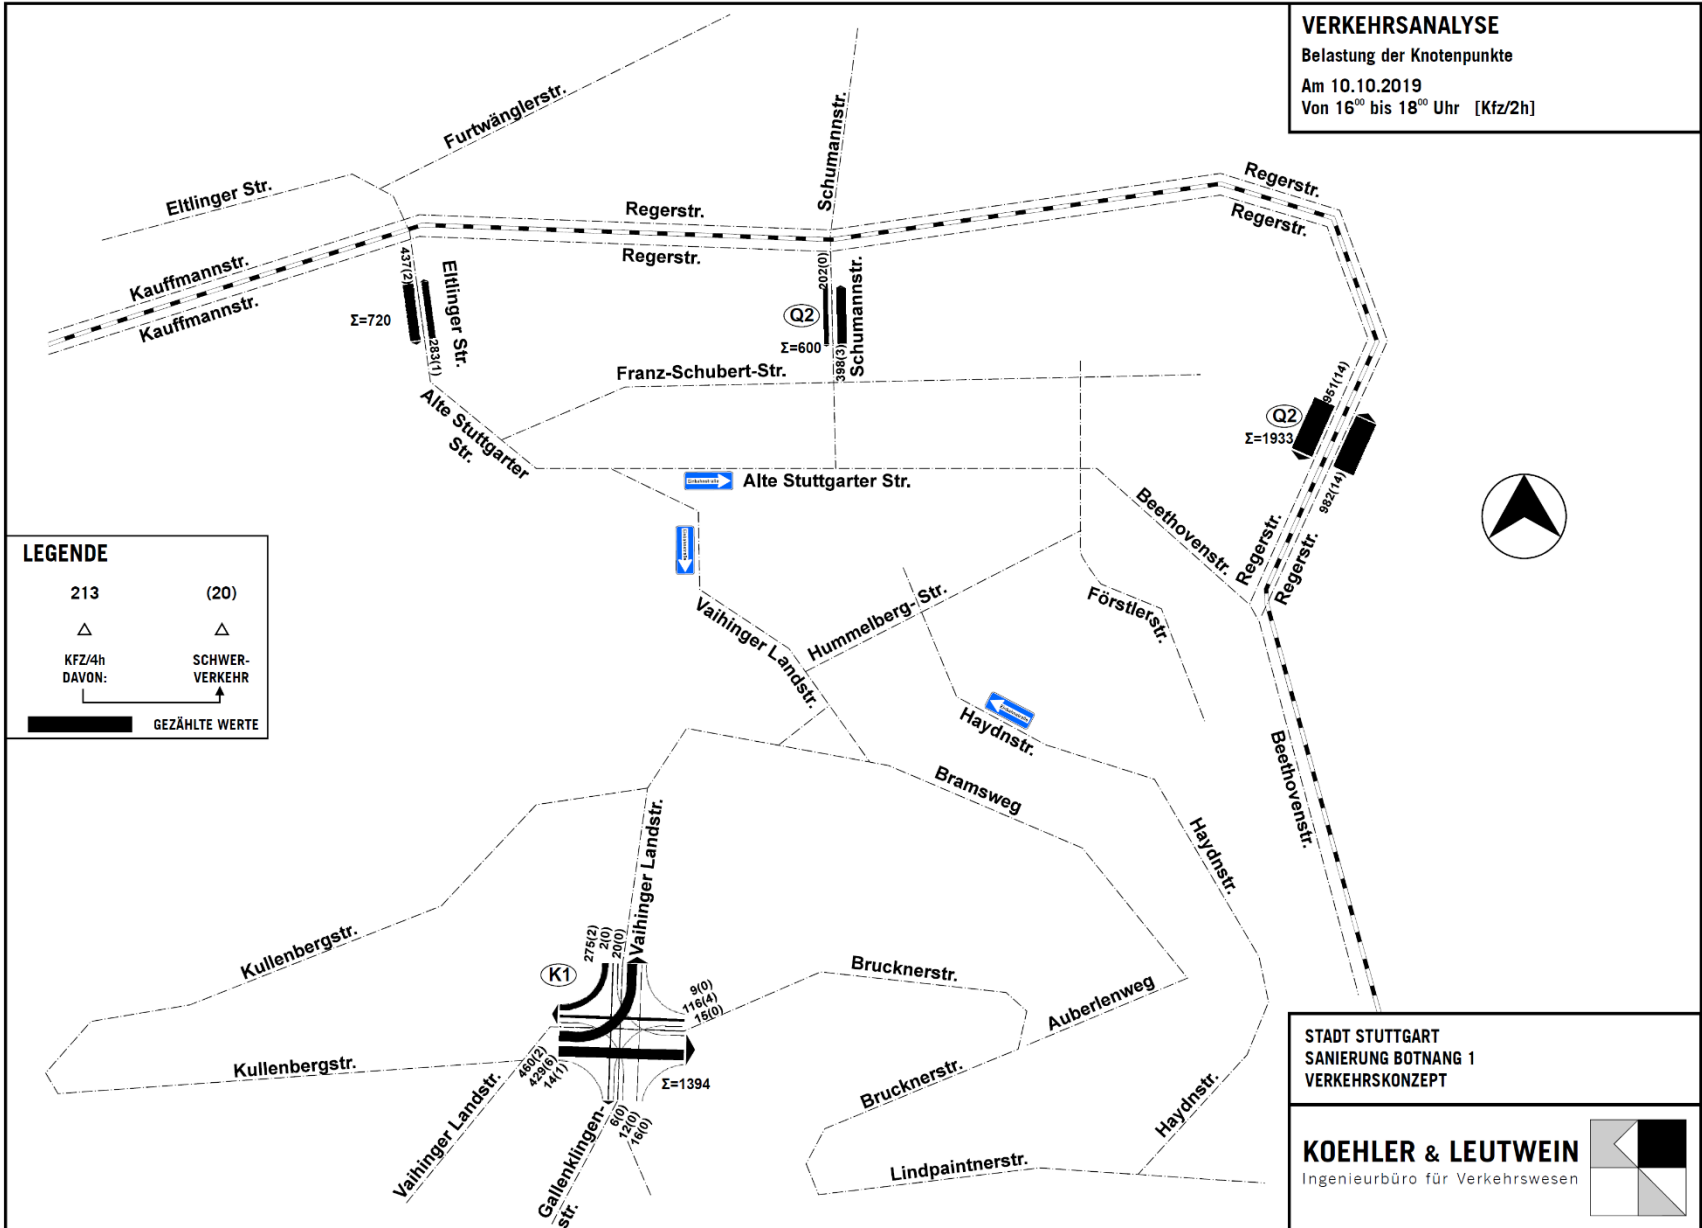 VERKEHRSANALYSE
Belastung der Knotenpunkte
Am 10.10.2019
Von 16⁰⁰ bis 18⁰⁰ Uhr [Kfz/2h]
Furtwänglerstr.
Schumannstr.
Eltlinger Str.
Regerstr.
Regerstr.
Regerstr.
Regerstr.
Kauffmannstr.
Kauffmannstr.
437(2)
Eltlinger Str.
283(1)
Σ=720
202(0)
Q2
Σ=600
398(3)
Schumannstr.
Franz-Schubert-Str.
Alte Stuttgarter
Str.
951(14)
Q2
Σ=1933
982(14)
Einbahnstraße
Alte Stuttgarter Str.
Beethovenstr.
Regerstr.
Regerstr.
LEGENDE
213 (20)
KFZ/4h
DAVON:
SCHWER-
VERKEHR
GEZÄHLTE WERTE
Einbahnstraße
Vaihinger Landstr.
Hummelberg-Str.
Förstlerstr.
Einbahnstraße
Haydnstr.
Bramsweg
Beethovenstr.
Haydnstr.
Vaihinger Landstr.
Kullenbergstr.
275(2)
2(0)
20(0)
K1
9(0)
116(4)
15(0)
Brucknerstr.
Auberlenweg
Kullenbergstr.
460(2)
429(6)
14(1)
Σ=1394
6(0)
12(0)
16(0)
Vaihinger Landstr.
Gallenklingen-
str.
Brucknerstr.
Haydnstr.
Lindpaintnerstr.
STADT STUTTGART
SANIERUNG BOTNANG 1
VERKEHRSKONZEPT
KOEHLER & LEUTWEIN
Ingenieurbüro für Verkehrswesen